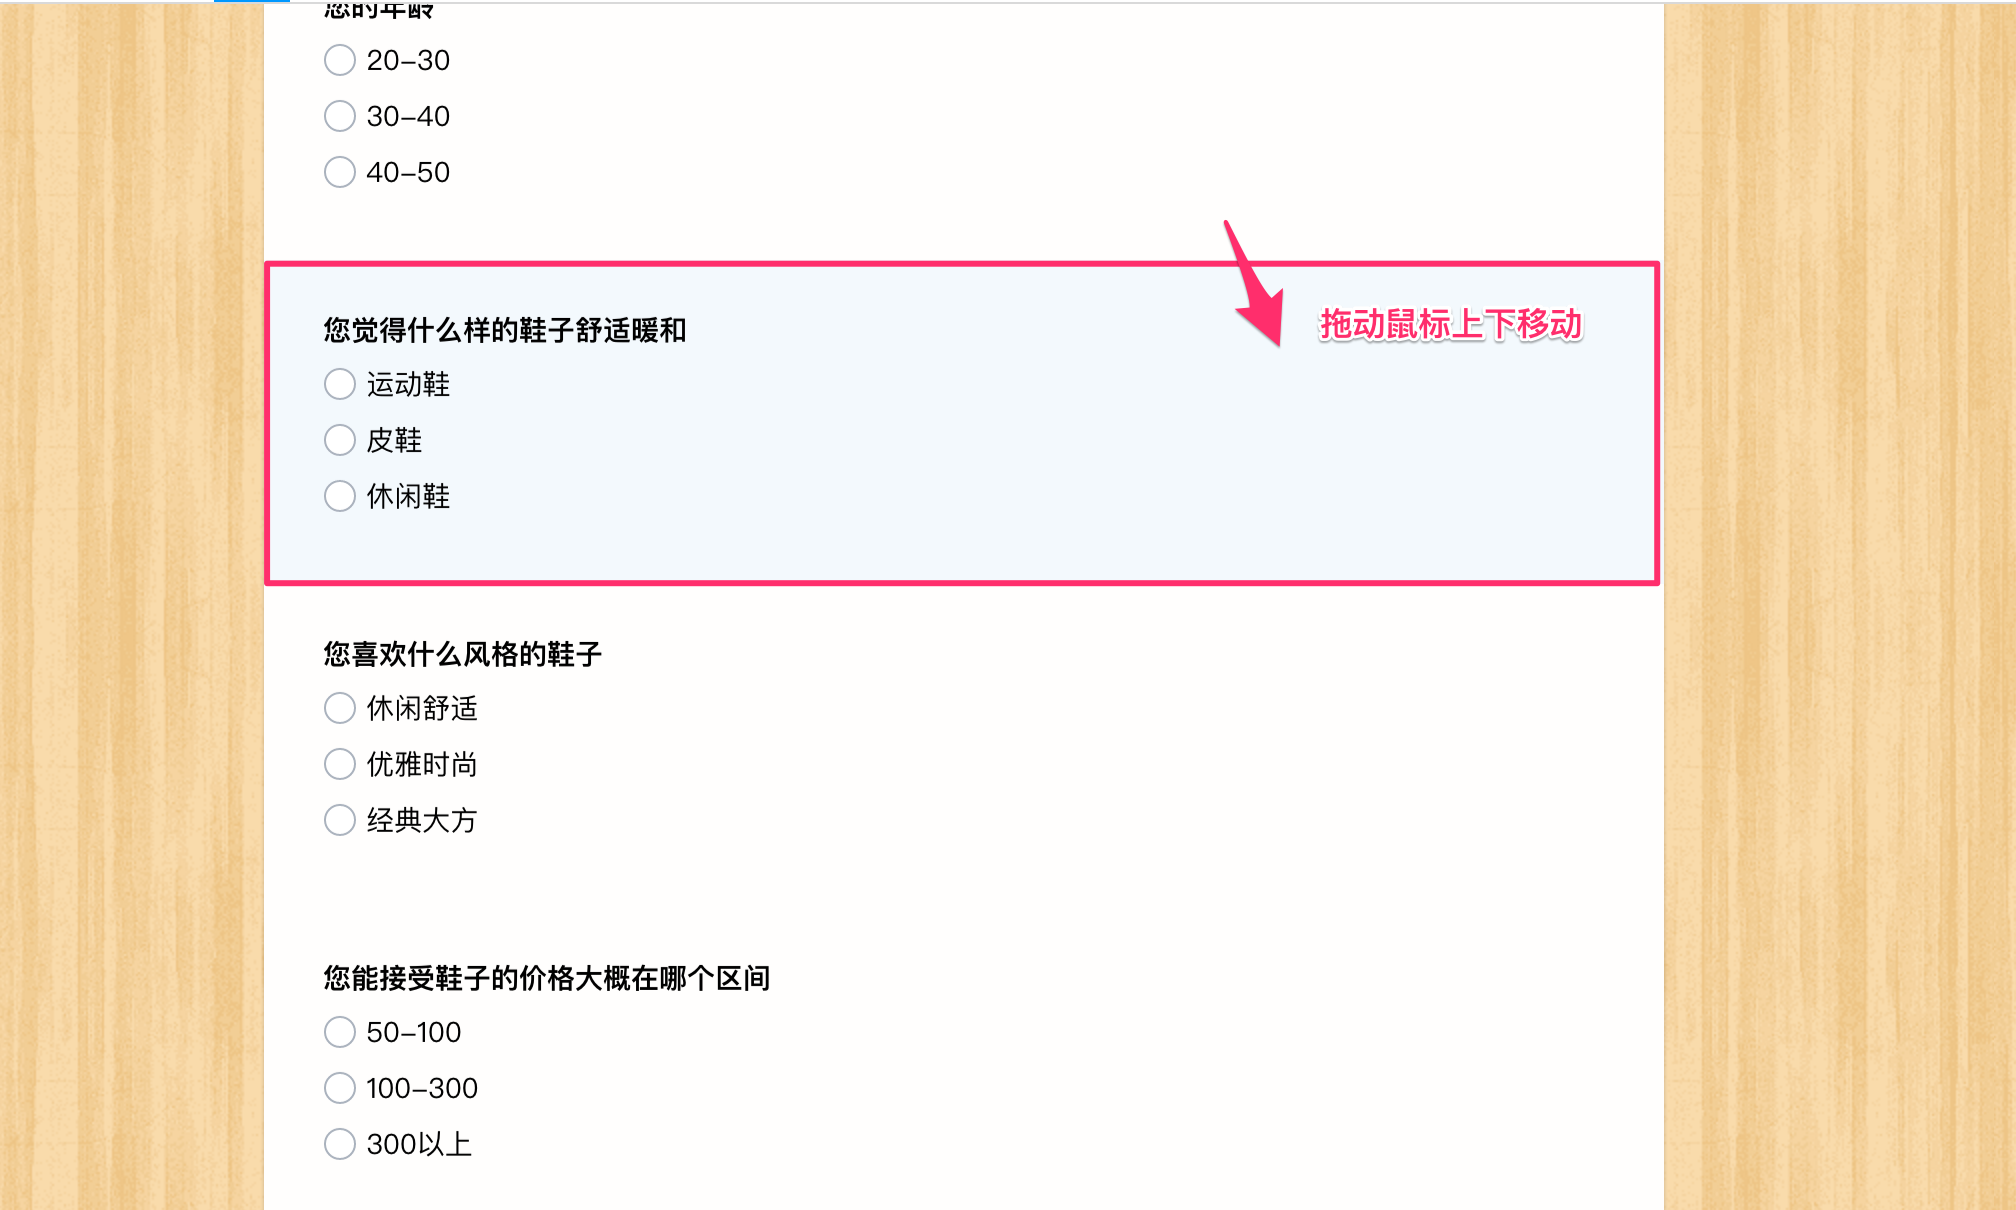 您的年龄
20-30
30-40
40-50
拖动鼠标上下移动
您觉得什么样的鞋子舒适暖和
运动鞋
皮鞋
休闲鞋
您喜欢什么风格的鞋子
休闲舒适
优雅时尚
经典大方
您能接受鞋子的价格大概在哪个区间
50-100
100-300
300以上